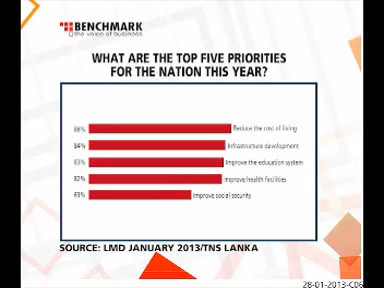 BENCHMARK
the voice of business
WHAT ARE THE TOP FIVE PRIORITIES
FOR THE NATION THIS YEAR?
86% Reduce the cost of living
84% Infrastructure development
83% Improve the education system
82% Improve health facilities
63% Improve social security
SOURCE: LMD JANUARY 2013/TNS LANKA
28-01-2013-C06